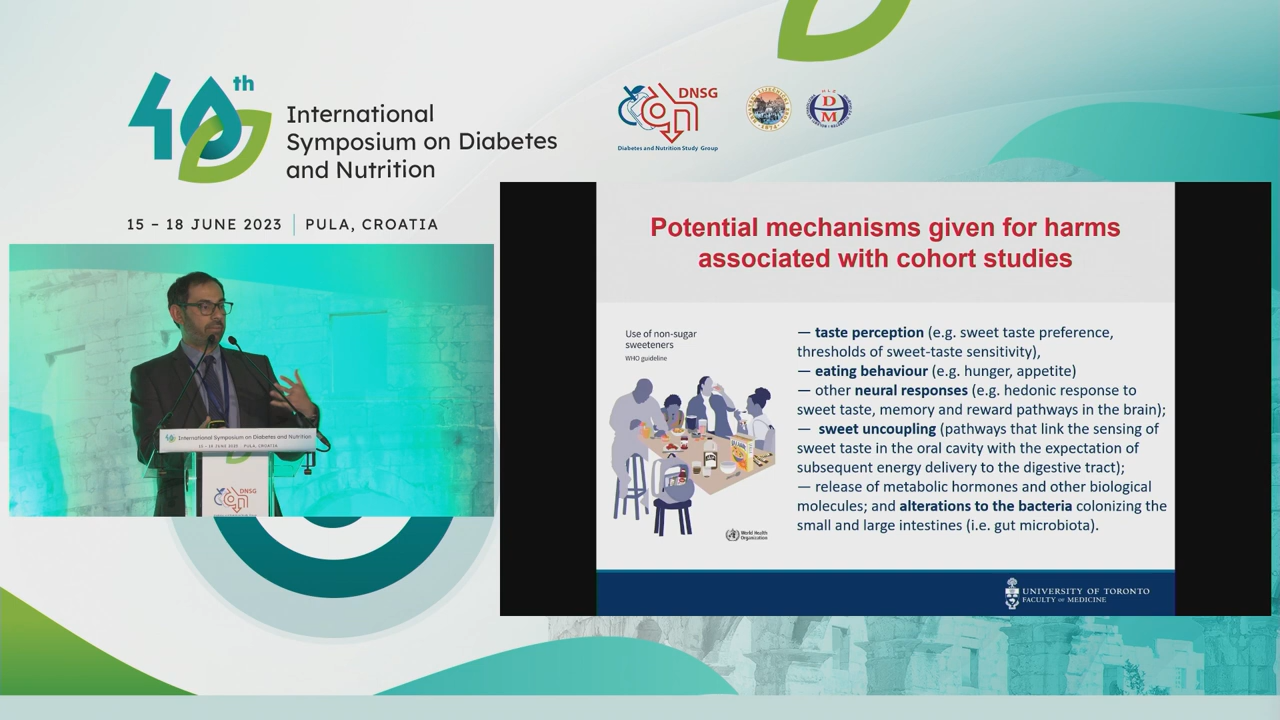 40th
International
Symposium on Diabetes
and Nutrition
15 – 18 JUNE 2023 | PULA, CROATIA
DNSG
Diabetes and Nutrition Study Group
Potential mechanisms given for harms
associated with cohort studies
Use of non-sugar
sweeteners
WHO guideline
World Health
Organization
— taste perception (e.g. sweet taste preference,
thresholds of sweet-taste sensitivity),
— eating behaviour (e.g. hunger, appetite)
— other neural responses (e.g. hedonic response to
sweet taste, memory and reward pathways in the brain);
— sweet uncoupling (pathways that link the sensing of
sweet taste in the oral cavity with the expectation of
subsequent energy delivery to the digestive tract);
— release of metabolic hormones and other biological
molecules; and alterations to the bacteria colonizing the
small and large intestines (i.e. gut microbiota).
UNIVERSITY OF TORONTO
FACULTY OF MEDICINE
International Symposium on Diabetes and Nutrition
15 – 18 JUNE 2023 PULA, CROATIA
DNSG